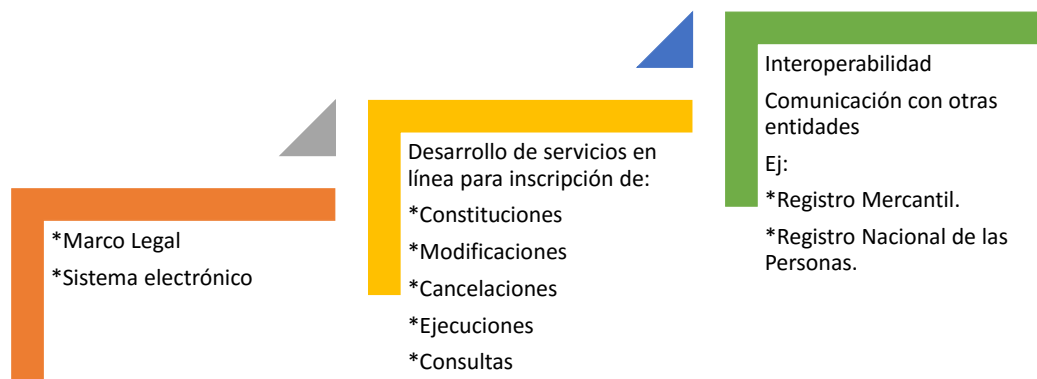 *Marco Legal
*Sistema electrónico
Desarrollo de servicios en
línea para inscripción de:
*Constituciones
*Modificaciones
*Cancelaciones
*Ejecuciones
*Consultas
Interoperabilidad
Comunicación con otras
entidades
Ej:
*Registro Mercantil.
*Registro Nacional de las
Personas.